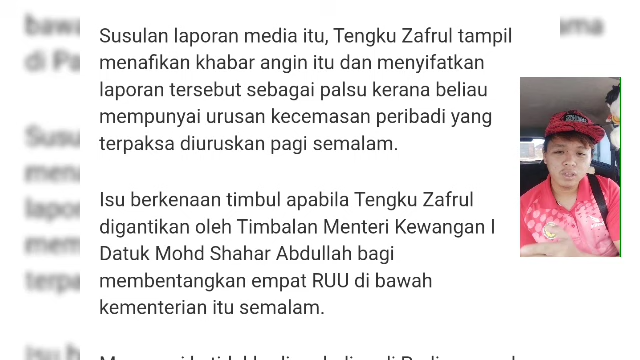 Susulan laporan media itu, Tengku Zafrul tampil
menafikan khabar angin itu dan menyifatkan
laporan tersebut sebagai palsu kerana beliau
mempunyai urusan kecemasan peribadi yang
terpaksa diuruskan pagi semalam.
Isu berkenaan timbul apabila Tengku Zafrul
digantikan oleh Timbalan Menteri Kewangan I
Datuk Mohd Shahar Abdullah bagi
membentangkan empat RUU di bawah
kementerian itu semalam.